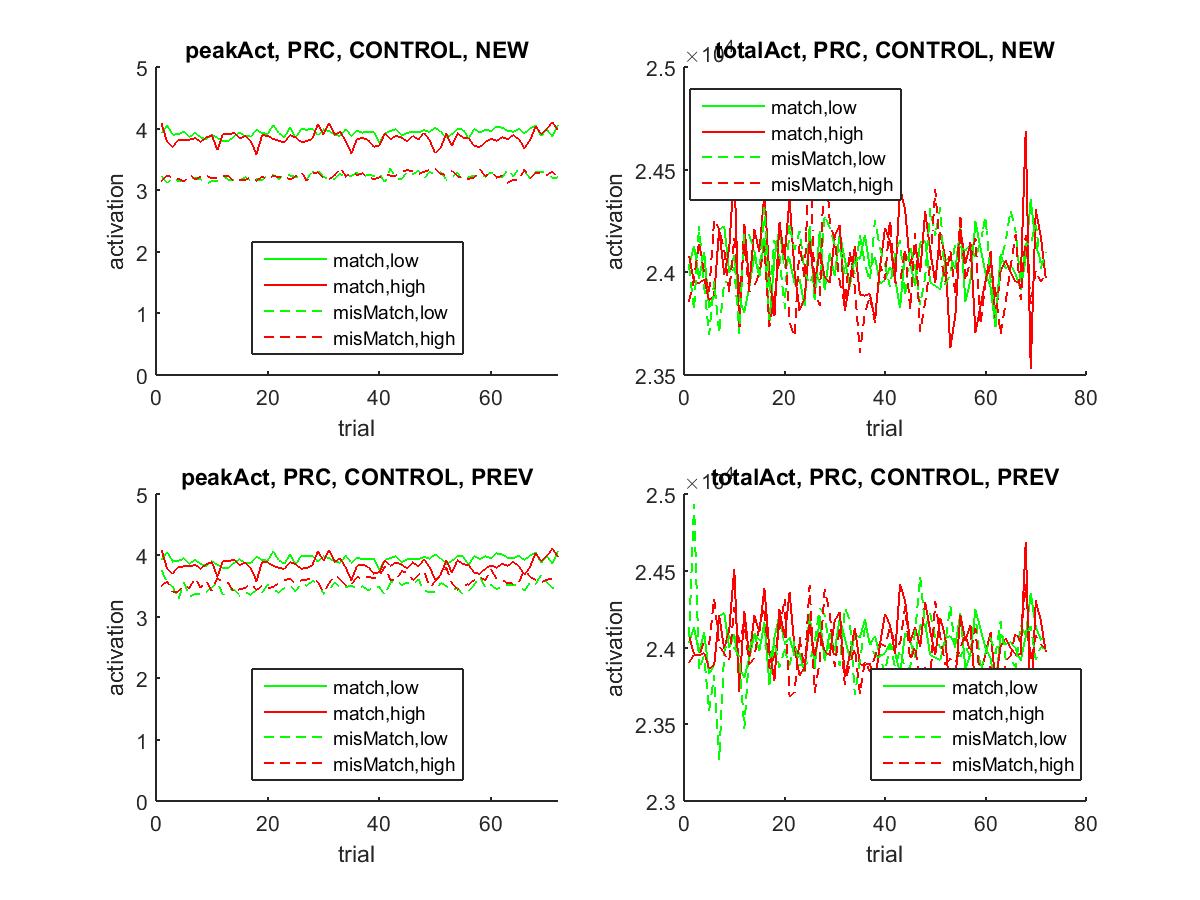 peakAct, PRC, CONTROL, NEW
5
4
3
2
1
0
activation
match,low
match,high
misMatch,low
misMatch,high
0 20 40 60
trial
totalAct, PRC, CONTROL, NEW
×10⁴
2.5
2.45
2.4
2.35
activation
match,low
match,high
misMatch,low
misMatch,high
0 20 40 60 80
trial
peakAct, PRC, CONTROL, PREV
5
4
3
2
1
0
activation
match,low
match,high
misMatch,low
misMatch,high
0 20 40 60
trial
totalAct, PRC, CONTROL, PREV
×10⁴
2.5
2.45
2.4
2.35
2.3
activation
match,low
match,high
misMatch,low
misMatch,high
0 20 40 60 80
trial